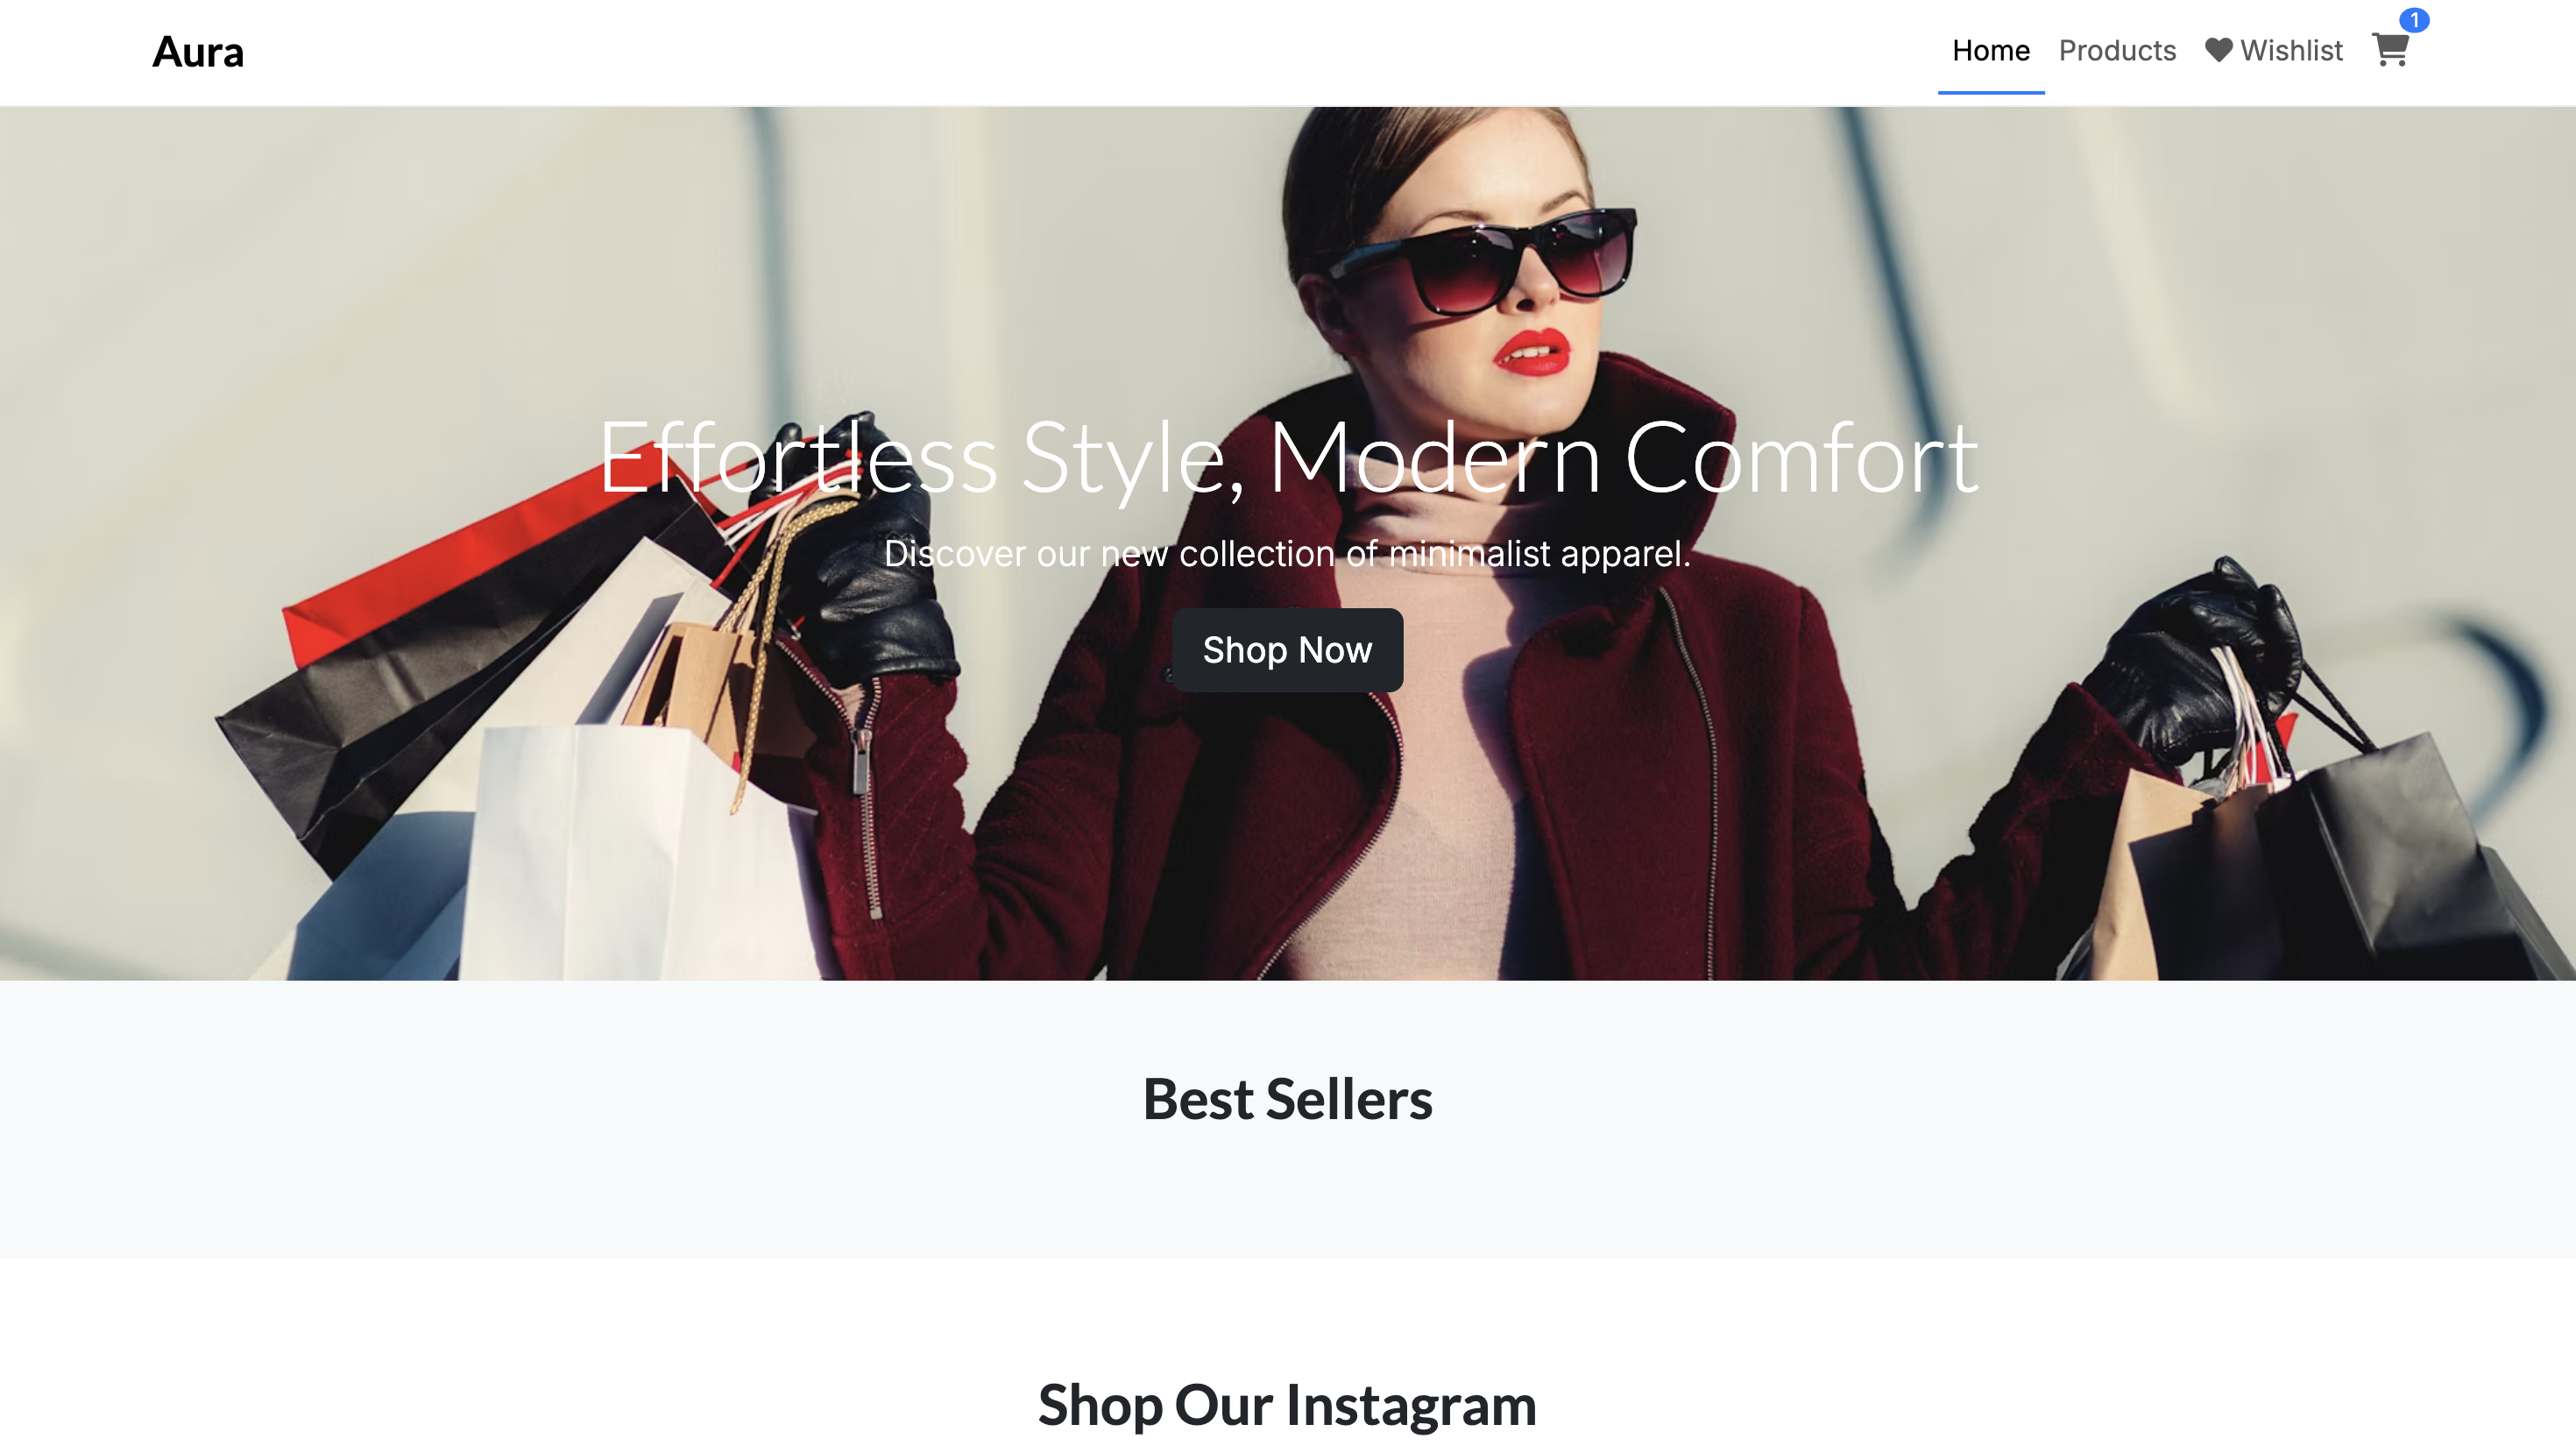 Aura
Home Products Wishlist 1
Effortless Style, Modern Comfort
Discover our new collection of minimalist apparel.
Shop Now
Best Sellers
Shop Our Instagram